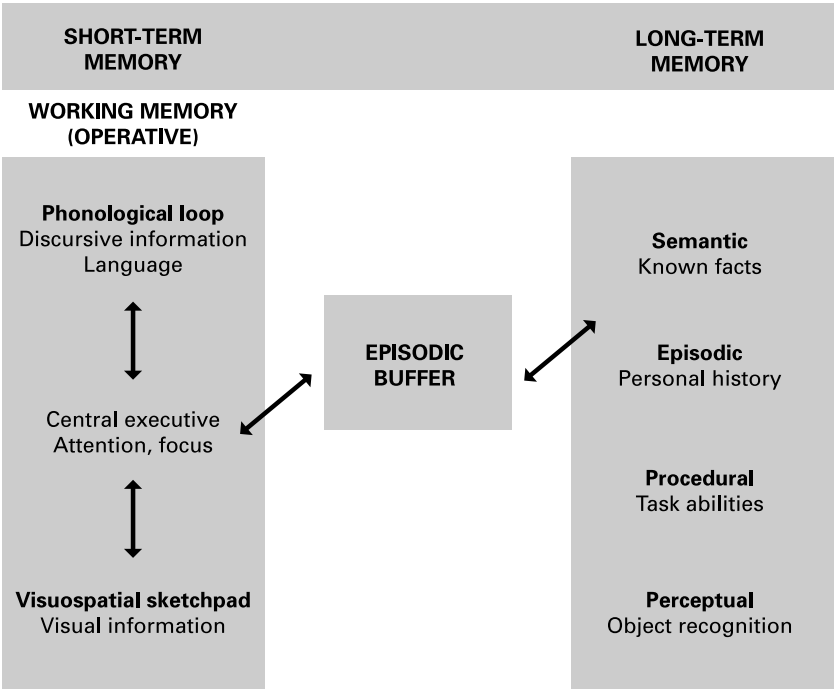 SHORT-TERM
MEMORY
LONG-TERM
MEMORY
WORKING MEMORY
(OPERATIVE)
Phonological loop
Discursive information
Language
Central executive
Attention, focus
Visuospatial sketchpad
Visual information
EPISODIC
BUFFER
Semantic
Known facts
Episodic
Personal history
Procedural
Task abilities
Perceptual
Object recognition